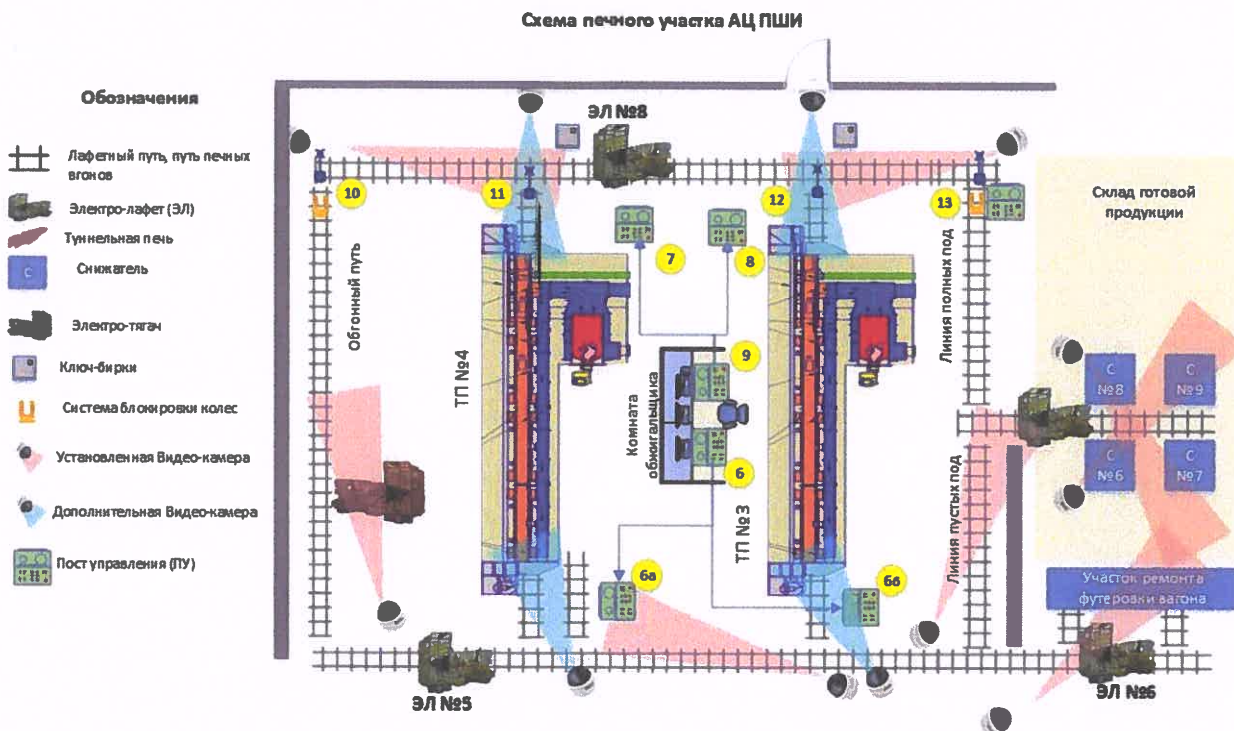 Схема печного участка АЦ ПШИ
Обозначения
Лафетный путь, путь печных
вгонов
Электро-лафет (ЭЛ)
Туннельная печь
С
Снижатель
Электро-тягач
Ключ-бирки
Система блокировки колес
Установленная Видео-камера
Дополнительная Видео-камера
Пост управления (ПУ)
ЭЛ №8
10
11
12
13
7
8
9
6
6а
6б
Обгонный путь
ТП №4
Комната
обжигальщика
ТП №3
Линия полных под
Линия пустых под
Склад готовой
продукции
С
№8
С
№9
С
№6
С
№7
Участок ремонта
футеровки вагона
ЭЛ №5
ЭЛ №6